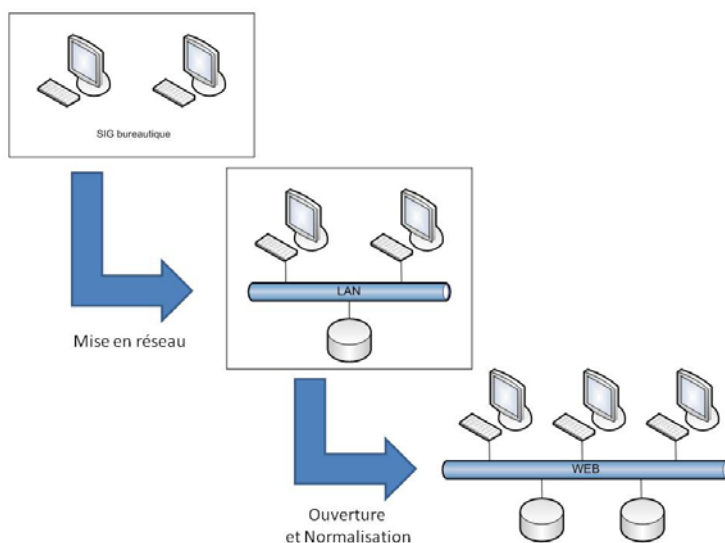 SIG bureautique
LAN
Mise en réseau
WEB
Ouverture
et Normalisation